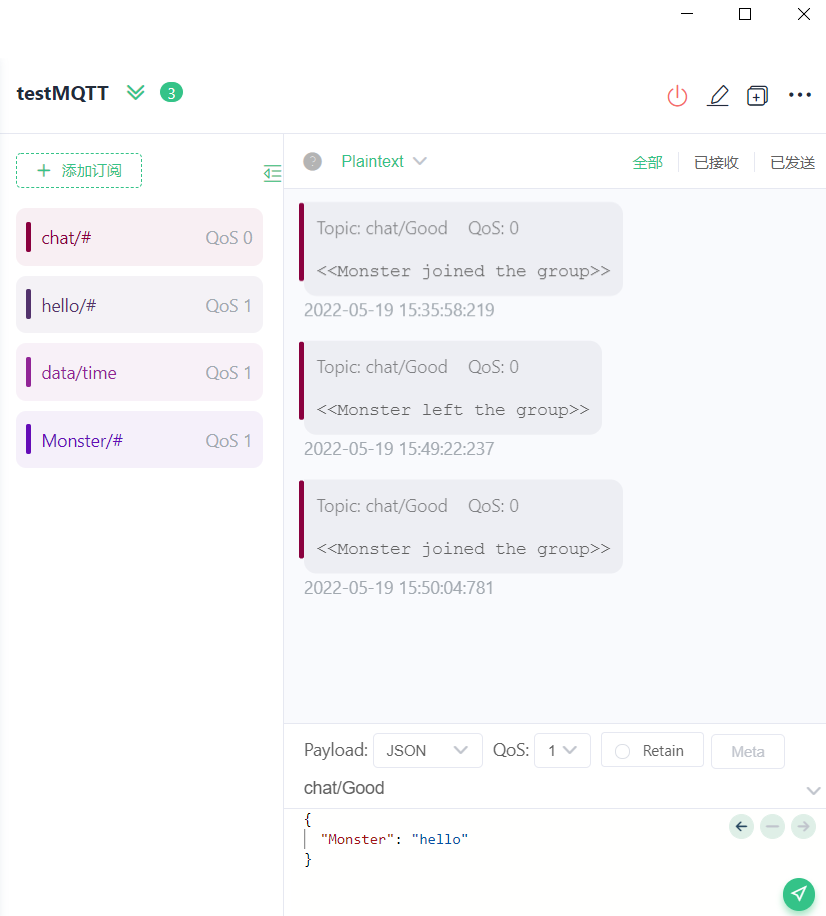 testMQTT 3
添加订阅
chat/# QoS 0
hello/# QoS 1
data/time QoS 1
Monster/# QoS 1
? Plaintext 全部 已接收 已发送
Topic: chat/Good QoS: 0
<<Monster joined the group>>
2022-05-19 15:35:58:219
Topic: chat/Good QoS: 0
<<Monster left the group>>
2022-05-19 15:49:22:237
Topic: chat/Good QoS: 0
<<Monster joined the group>>
2022-05-19 15:50:04:781
Payload: JSON QoS: 1 Retain Meta
chat/Good
{
"Monster": "hello"
}